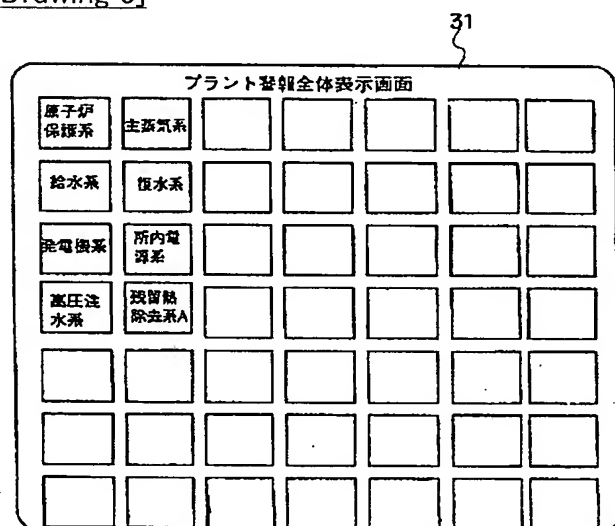 Drawing 6]
31
プラント警報全体表示画面
原子炉
保護系
主蒸気系
給水系
復水系
発電機系
所内電
源系
高圧注
水系
残留熱
除去系A